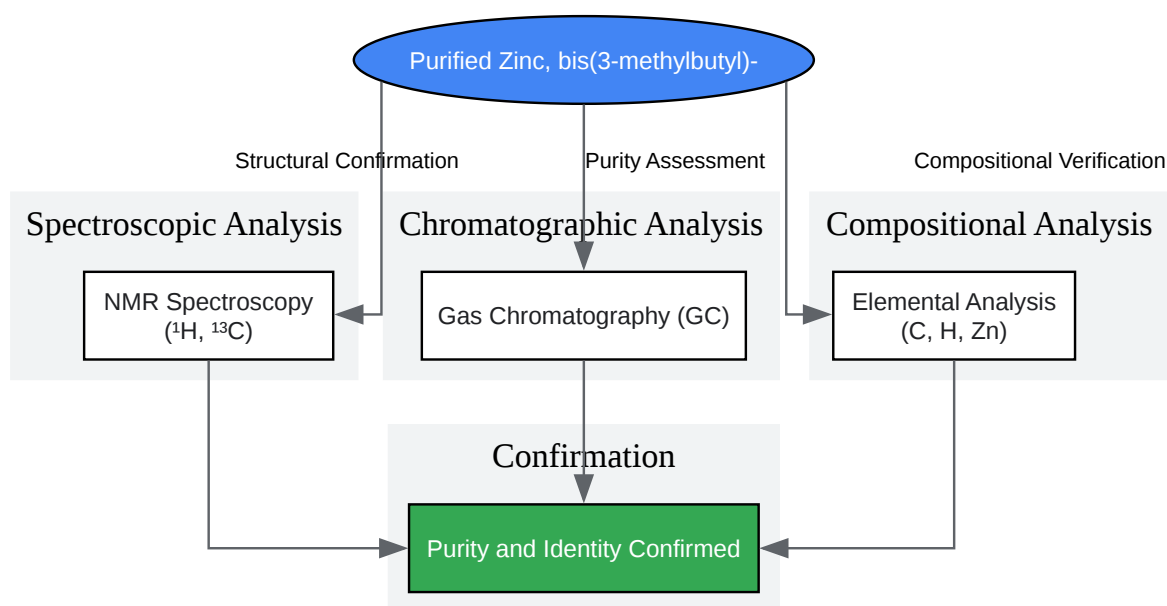 Purified Zinc, bis(3-methylbutyl)-
Structural Confirmation
Purity Assessment
Compositional Verification
Spectroscopic Analysis
Chromatographic Analysis
Compositional Analysis
NMR Spectroscopy
(¹H, ¹³C)
Gas Chromatography (GC)
Elemental Analysis
(C, H, Zn)
Confirmation
Purity and Identity Confirmed